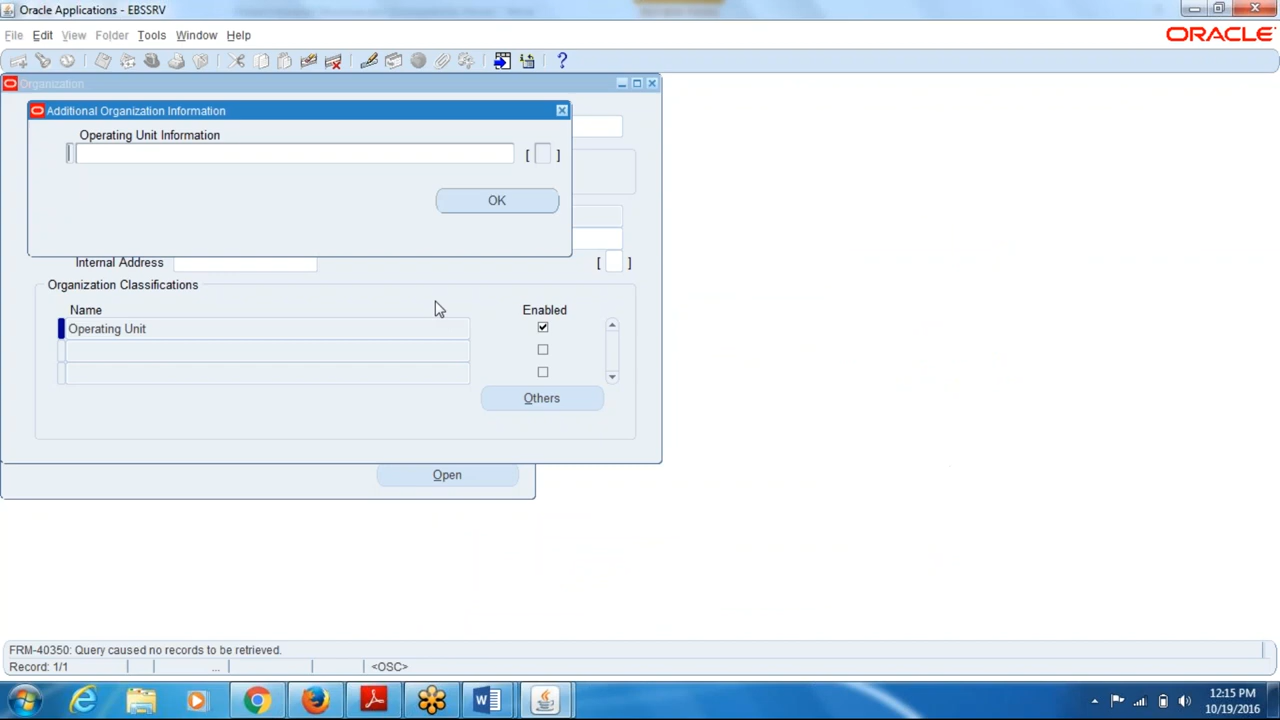 Oracle Applications - EBSSRV
File Edit View Folder Tools Window Help
ORACLE
Organization
Additional Organization Information
Operating Unit Information
[ ]
OK
Internal Address
[ ]
Organization Classifications
Name Enabled
Operating Unit
Others
Open
FRM-40350: Query caused no records to be retrieved.
Record: 1/1 ... <OSC>
12:15 PM
10/19/2016